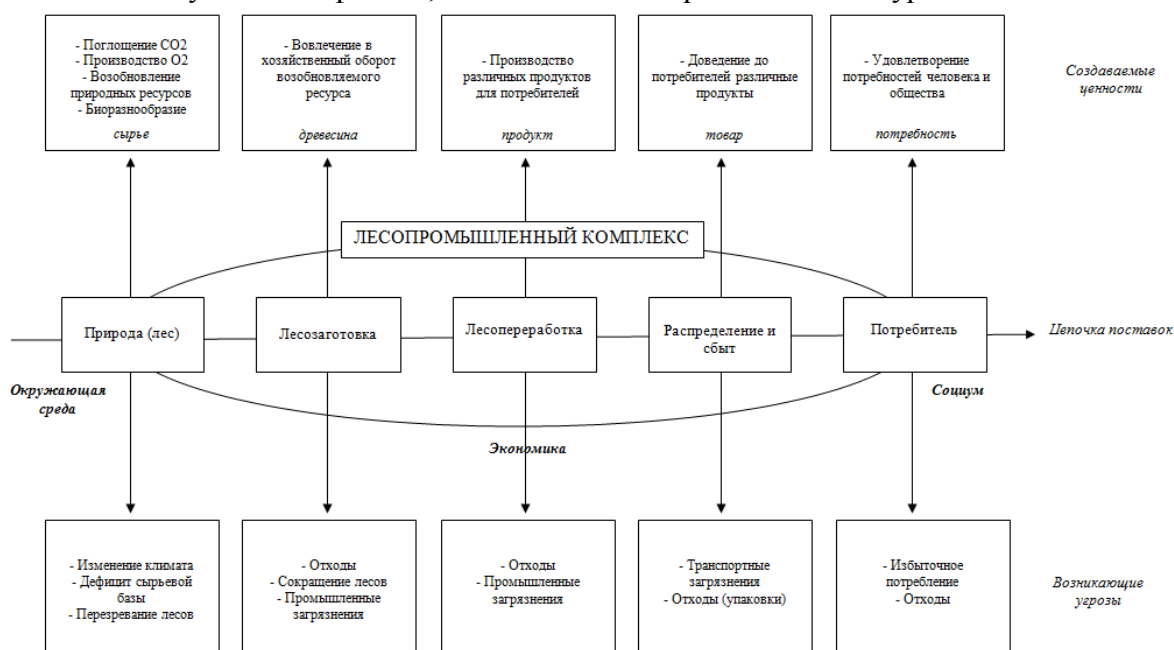 - Поглощение CO2
- Производство O2
- Возобновление
природных ресурсов
- Биоразнообразие
сырье
- Вовлечение в
хозяйственный оборот
возобновляемого
ресурса
древесина
- Производство
различных продуктов
для потребителей
продукт
- Доведение до
потребителей различные
продукты
товар
- Удовлетворение
потребностей человека и
общества
потребность
Создаваемые
ценности
ЛЕСОПРОМЫШЛЕННЫЙ КОМПЛЕКС
Природа (лес)
Лесозаготовка
Лесопереработка
Распределение и
сбыт
Потребитель
Цепочка поставок
Окружающая
среда
Социум
Экономика
- Изменение климата
- Дефицит сырьевой
базы
- Перезревание лесов
- Отходы
- Сокращение лесов
- Промышленные
загрязнения
- Отходы
- Промышленные
загрязнения
- Транспортные
загрязнения
- Отходы (упаковки)
- Избыточное
потребление
- Отходы
Возникающие
угрозы